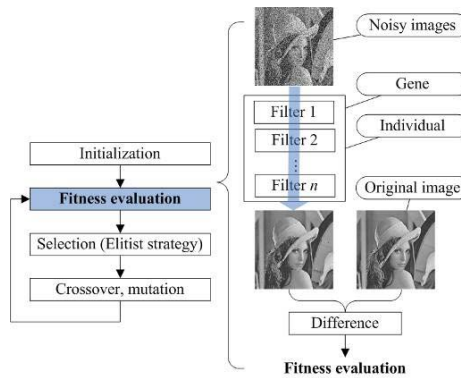 Noisy images
Gene
Filter 1
Filter 2
Individual
Filter n
Original image
Initialization
Fitness evaluation
Selection (Elitist strategy)
Crossover, mutation
Difference
Fitness evaluation